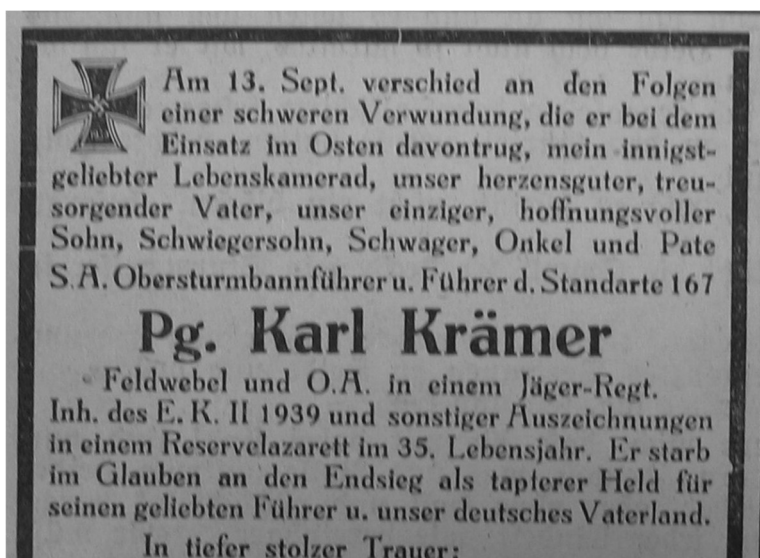 Am 13. Sept. verschied an den Folgen
einer schweren Verwundung, die er bei dem
Einsatz im Osten davontrug, mein innigst-
geliebter Lebenskamerad, unser herzensguter, treu-
sorgender Vater, unser einziger, hoffnungsvoller
Sohn, Schwiegersohn, Schwager, Onkel und Pate
S.A. Obersturmbannführer u. Führer d. Standarte 167
Pg. Karl Krämer
Feldwebel und O.A. in einem Jäger-Regt.
Inh. des E. K. II 1939 und sonstiger Auszeichnungen
in einem Reservelazarett im 35. Lebensjahr. Er starb
im Glauben an den Endsieg als tapferer Held für
seinen geliebten Führer u. unser deutsches Vaterland.
In tiefer stolzer Trauer: